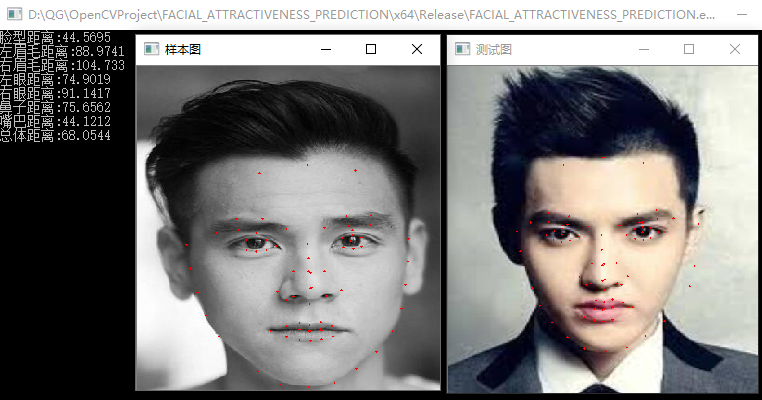 D:\QG\OpenCVProject\FACIAL_ATTRACTIVENESS_PREDICTION\x64\Release\FACIAL_ATTRACTIVENESS_PREDICTION.e...
脸型距离:44.5695
左眉毛距离:88.9741
右眉毛距离:104.733
左眼距离:74.9019
右眼距离:91.1417
鼻子距离:75.6562
嘴巴距离:44.1212
总体距离:68.0544
样本图
测试图